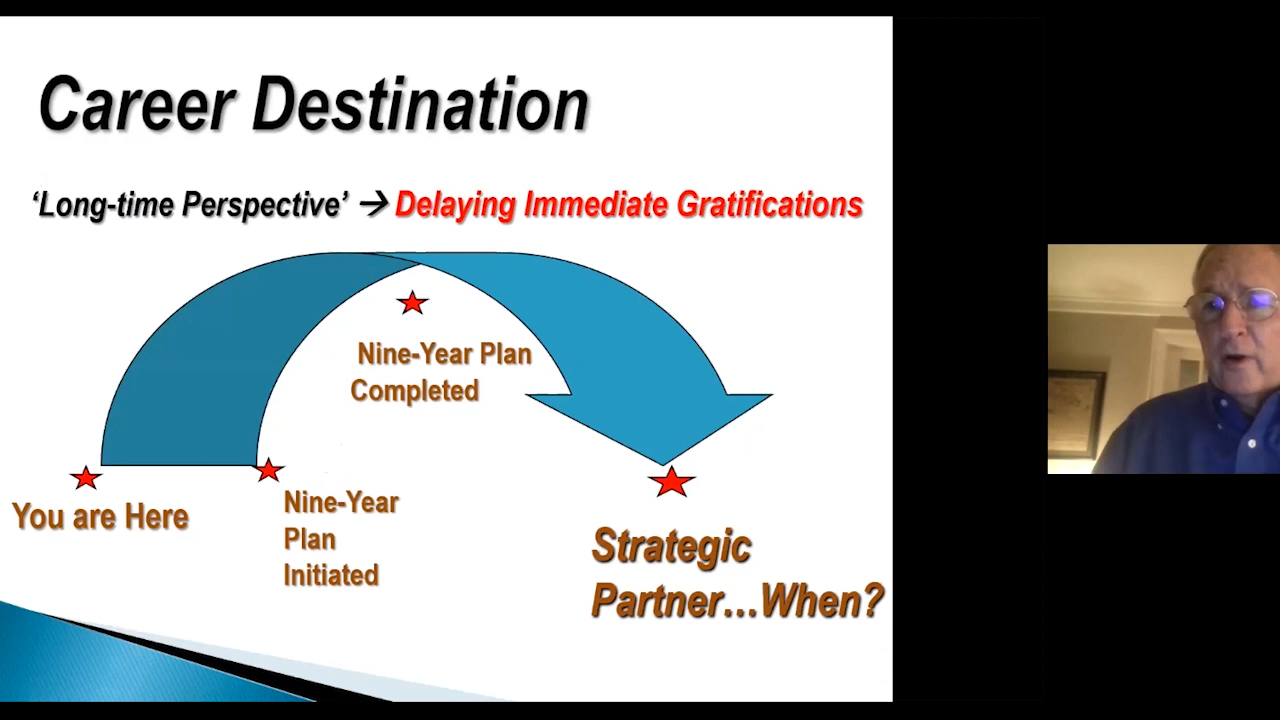 Career Destination
‘Long-time Perspective’ → Delaying Immediate Gratifications
Nine-Year Plan
Completed
You are Here
Nine-Year
Plan
Initiated
Strategic
Partner…When?